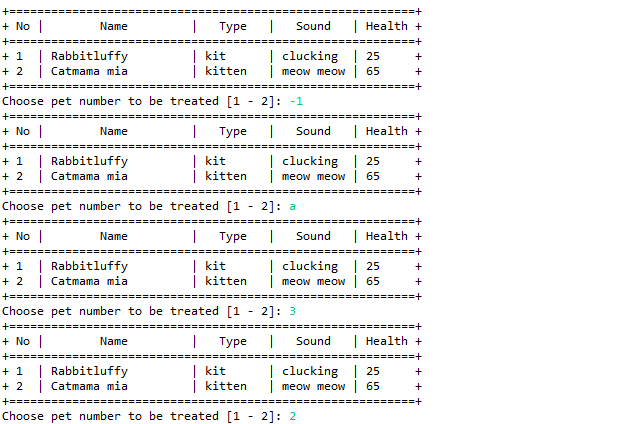 +==========================================================+
+ No |        Name         |   Type   |   Sound   | Health +
+==========================================================+
+ 1  | Rabbitluffy         | kit      | clucking  | 25     +
+ 2  | Catmama mia         | kitten   | meow meow | 65     +
+==========================================================+
Choose pet number to be treated [1 - 2]: -1
+==========================================================+
+ No |        Name         |   Type   |   Sound   | Health +
+==========================================================+
+ 1  | Rabbitluffy         | kit      | clucking  | 25     +
+ 2  | Catmama mia         | kitten   | meow meow | 65     +
+==========================================================+
Choose pet number to be treated [1 - 2]: a
+==========================================================+
+ No |        Name         |   Type   |   Sound   | Health +
+==========================================================+
+ 1  | Rabbitluffy         | kit      | clucking  | 25     +
+ 2  | Catmama mia         | kitten   | meow meow | 65     +
+==========================================================+
Choose pet number to be treated [1 - 2]: 3
+==========================================================+
+ No |        Name         |   Type   |   Sound   | Health +
+==========================================================+
+ 1  | Rabbitluffy         | kit      | clucking  | 25     +
+ 2  | Catmama mia         | kitten   | meow meow | 65     +
+==========================================================+
Choose pet number to be treated [1 - 2]: 2